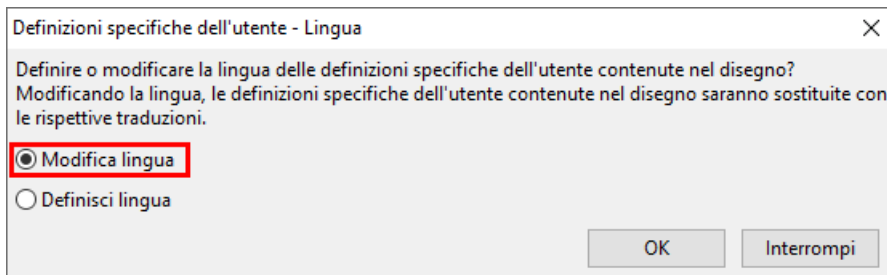 Definizioni specifiche dell'utente - Lingua
Definire o modificare la lingua delle definizioni specifiche dell'utente contenute nel disegno?
Modificando la lingua, le definizioni specifiche dell'utente contenute nel disegno saranno sostituite con
le rispettive traduzioni.
Modifica lingua
Definisci lingua
OK Interrompi